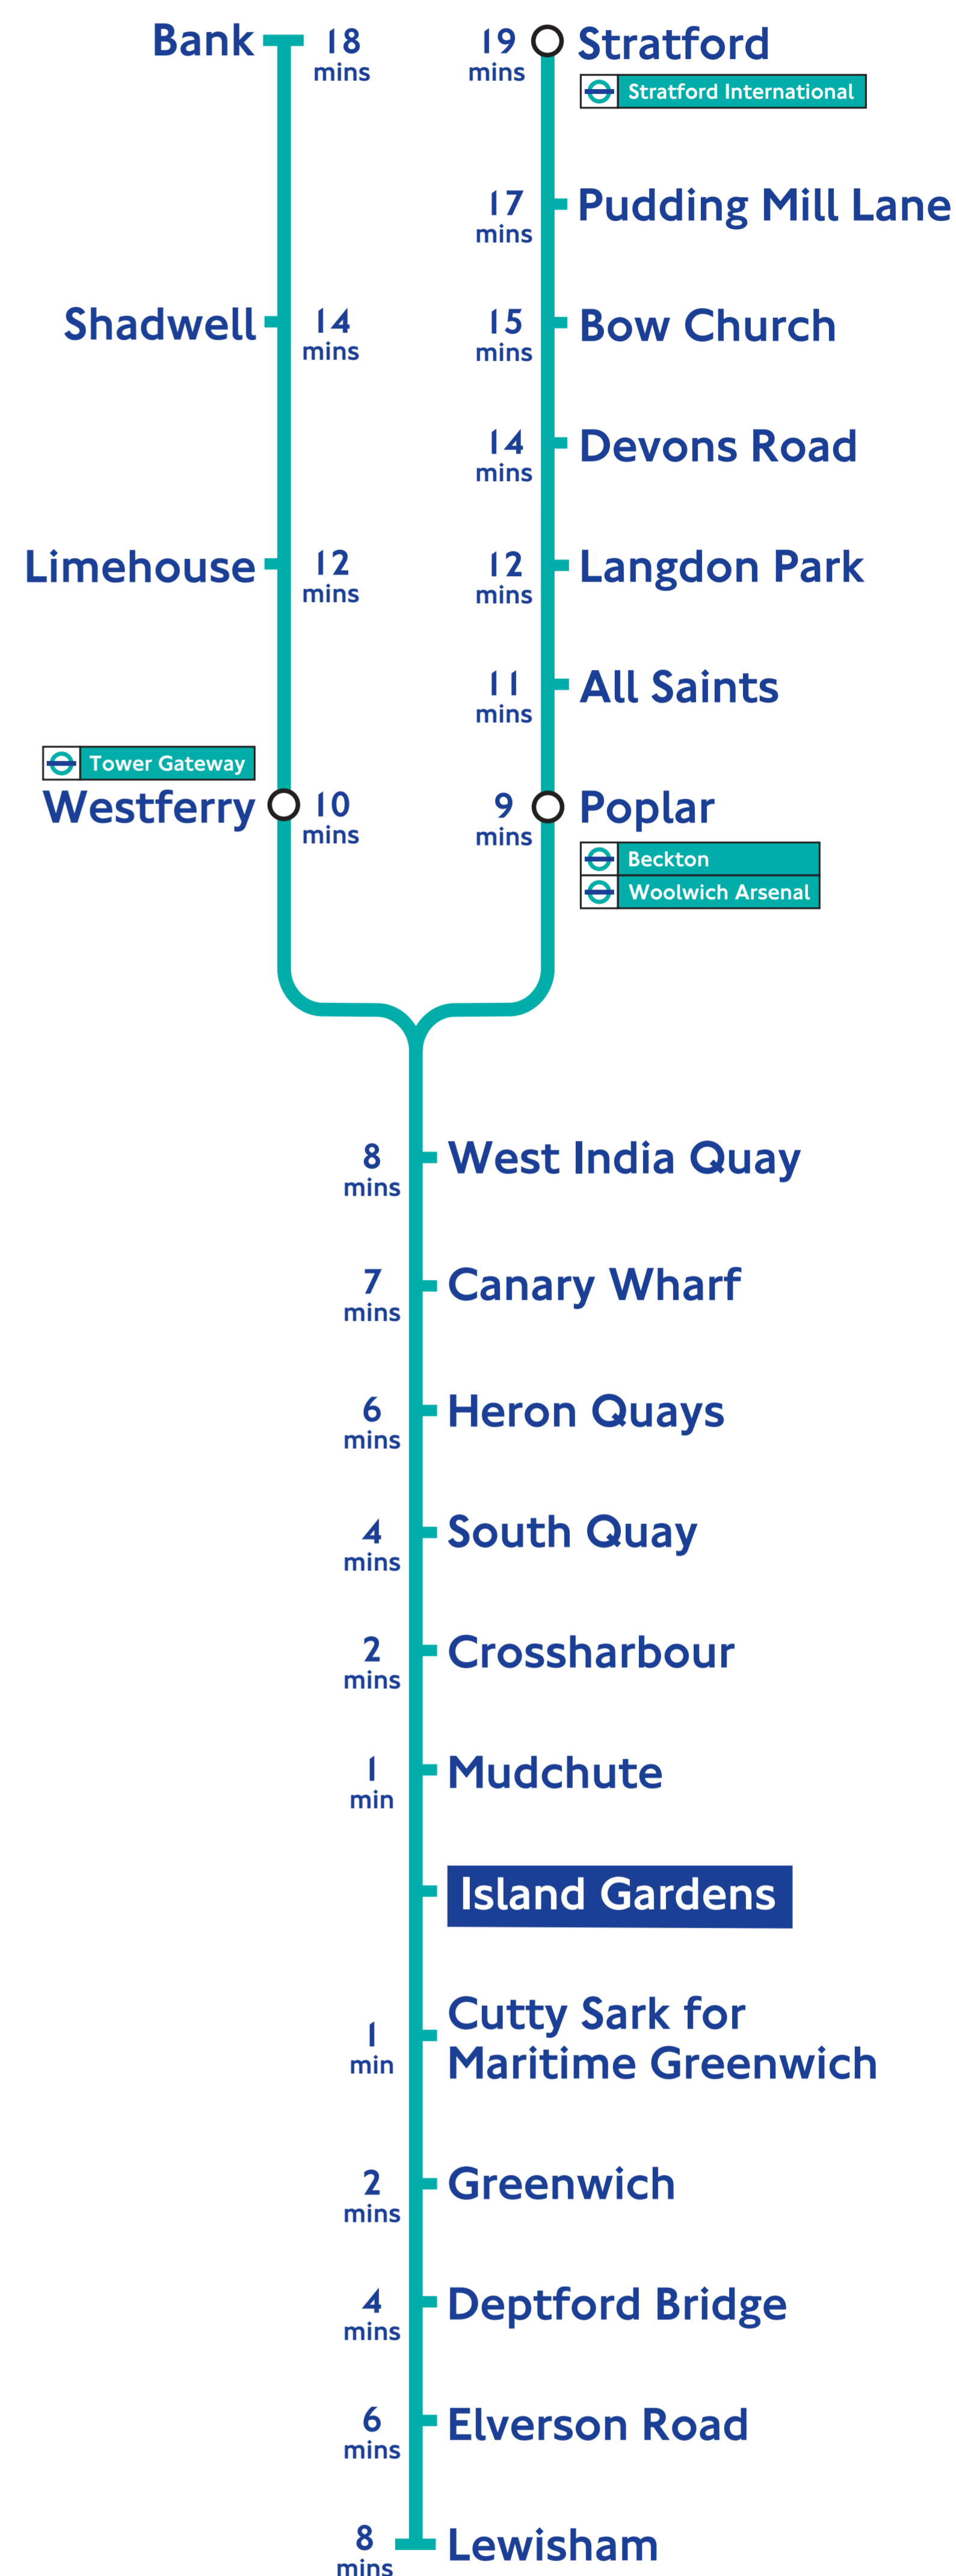 Bank
18
mins
19
mins
Stratford
Stratford International
17
mins
Pudding Mill Lane
Shadwell
14
mins
15
mins
Bow Church
14
mins
Devons Road
Limehouse
12
mins
12
mins
Langdon Park
11
mins
All Saints
Tower Gateway
Westferry
10
mins
9
mins
Poplar
Beckton
Woolwich Arsenal
8
mins
West India Quay
7
mins
Canary Wharf
6
mins
Heron Quays
4
mins
South Quay
2
mins
Crossharbour
1
min
Mudchute
Island Gardens
1
min
Cutty Sark for
Maritime Greenwich
2
mins
Greenwich
4
mins
Deptford Bridge
6
mins
Elverson Road
8
mins
Lewisham